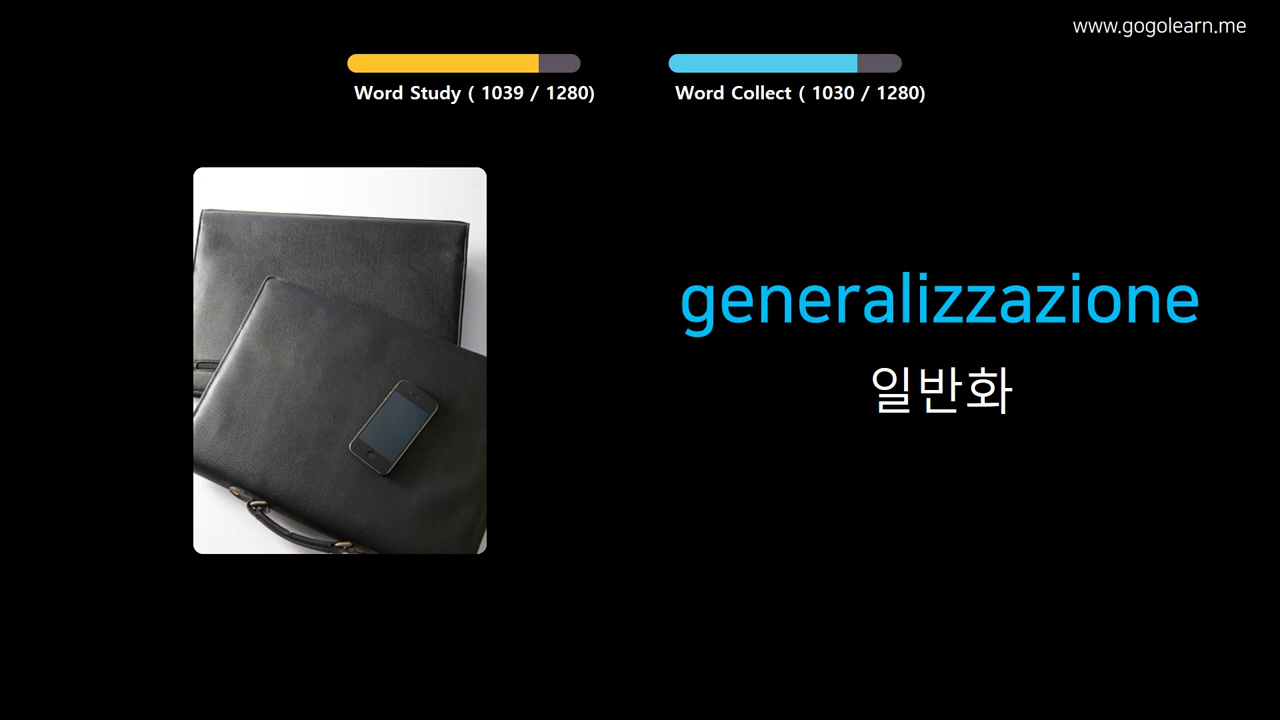 www.gogolearn.me
Word Study ( 1039 / 1280)
Word Collect ( 1030 / 1280)
generalizzazione
일반화